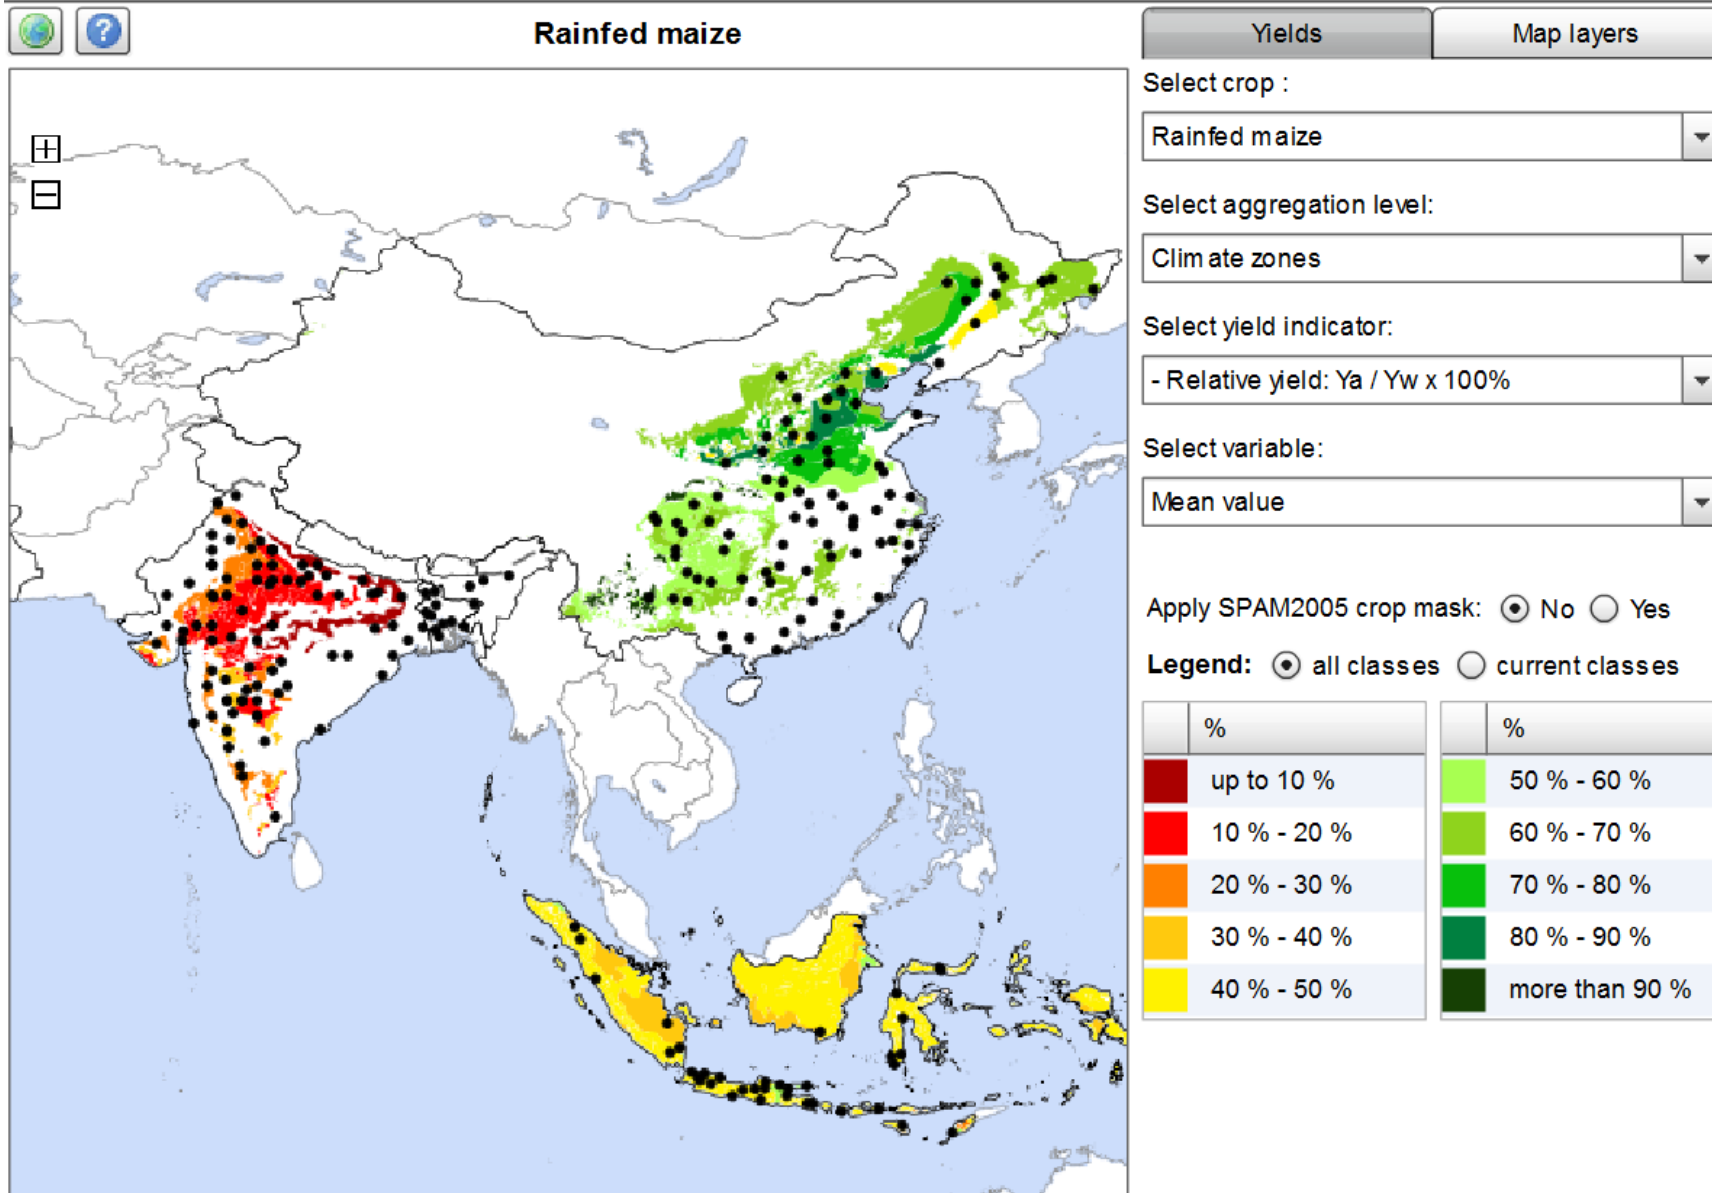 Rainfed maize
Yields
Map layers
Select crop :
Rainfed maize
Select aggregation level:
Climate zones
Select yield indicator:
- Relative yield: Ya / Yw x 100%
Select variable:
Mean value
Apply SPAM2005 crop mask: No Yes
Legend: all classes current classes
%
up to 10 %
10 % - 20 %
20 % - 30 %
30 % - 40 %
40 % - 50 %
%
50 % - 60 %
60 % - 70 %
70 % - 80 %
80 % - 90 %
more than 90 %